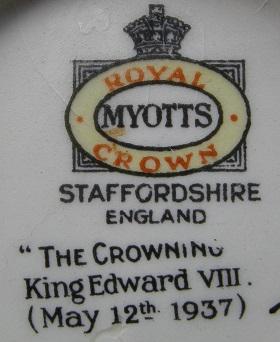 ROYAL
MYOTTS
CROWN
STAFFORDSHIRE
ENGLAND
"THE CROWNING
King Edward VIII.
(May 12th 1937)